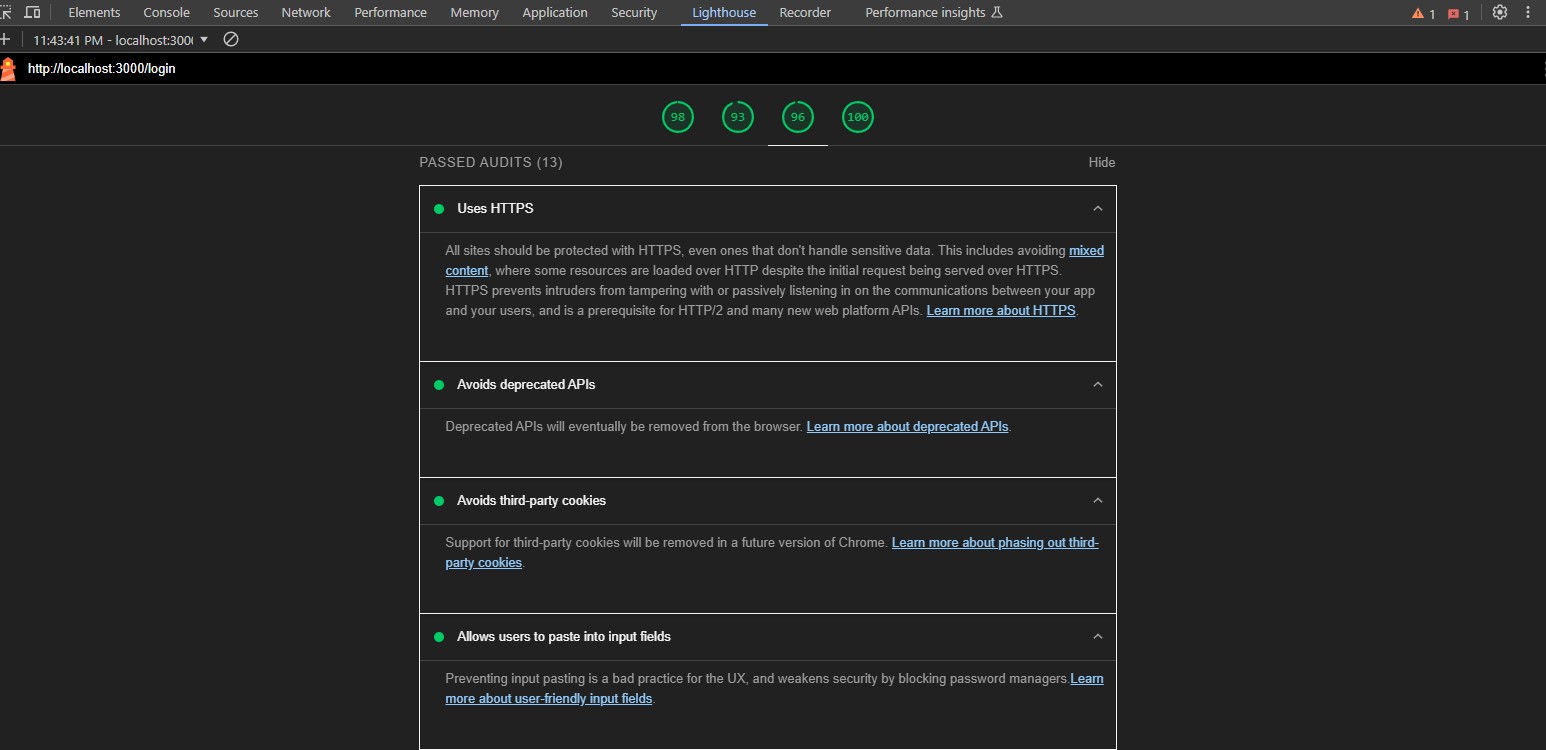 Elements Console Sources Network Performance Memory Application Security Lighthouse Recorder Performance insights 1 1
11:43:41 PM - localhost:300
http://localhost:3000/login
98 93 96 100
PASSED AUDITS (13) Hide
Uses HTTPS
All sites should be protected with HTTPS, even ones that don't handle sensitive data. This includes avoiding mixed
content, where some resources are loaded over HTTP despite the initial request being served over HTTPS.
HTTPS prevents intruders from tampering with or passively listening in on the communications between your app
and your users, and is a prerequisite for HTTP/2 and many new web platform APIs. Learn more about HTTPS.
Avoids deprecated APIs
Deprecated APIs will eventually be removed from the browser. Learn more about deprecated APIs.
Avoids third-party cookies
Support for third-party cookies will be removed in a future version of Chrome. Learn more about phasing out third-
party cookies.
Allows users to paste into input fields
Preventing input pasting is a bad practice for the UX, and weakens security by blocking password managers.Learn
more about user-friendly input fields.